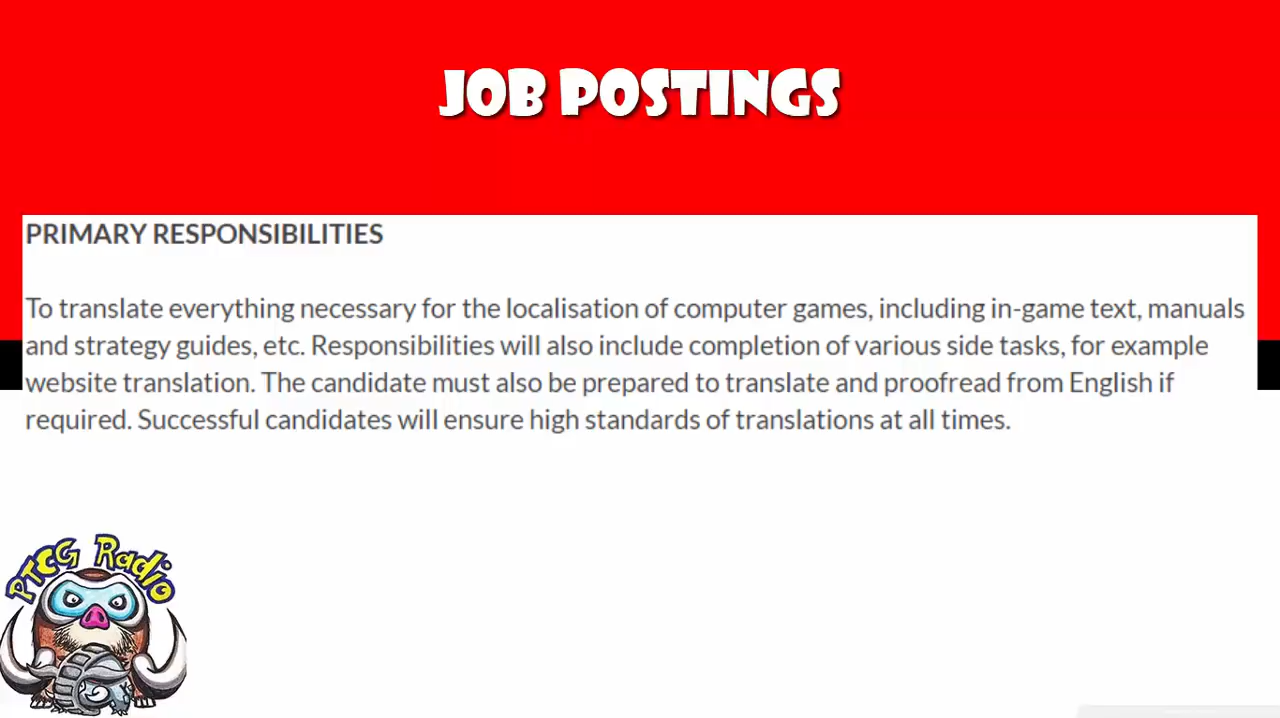 JOB POSTINGS
PRIMARY RESPONSIBILITIES
To translate everything necessary for the localisation of computer games, including in-game text, manuals
and strategy guides, etc. Responsibilities will also include completion of various side tasks, for example
website translation. The candidate must also be prepared to translate and proofread from English if
required. Successful candidates will ensure high standards of translations at all times.
PTCG Radio